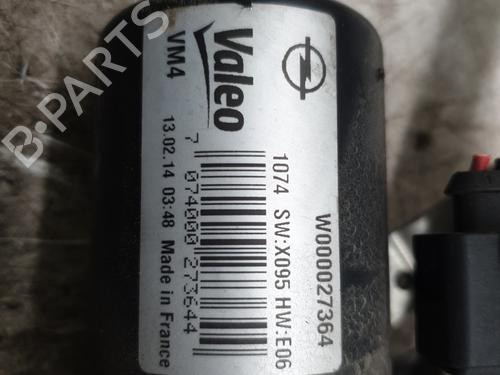 B-PARTS
Valeo
VM4
13.02.14 03:48 Made in France
7 074000 273644
1074 SW:X095 HW:E06
W000027364